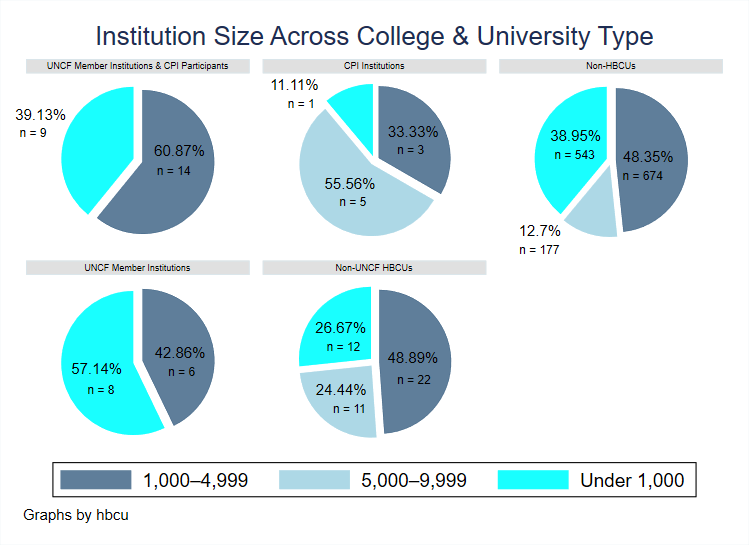 Institution Size Across College & University Type
UNCF Member Institutions & CPI Participants
39.13%
n = 9
60.87%
n = 14
CPI Institutions
11.11%
n = 1
33.33%
n = 3
55.56%
n = 5
Non-HBCUs
38.95%
n = 543
48.35%
n = 674
12.7%
n = 177
UNCF Member Institutions
57.14%
n = 8
42.86%
n = 6
Non-UNCF HBCUs
26.67%
n = 12
48.89%
n = 22
24.44%
n = 11
1,000–4,999
5,000–9,999
Under 1,000
Graphs by hbcu